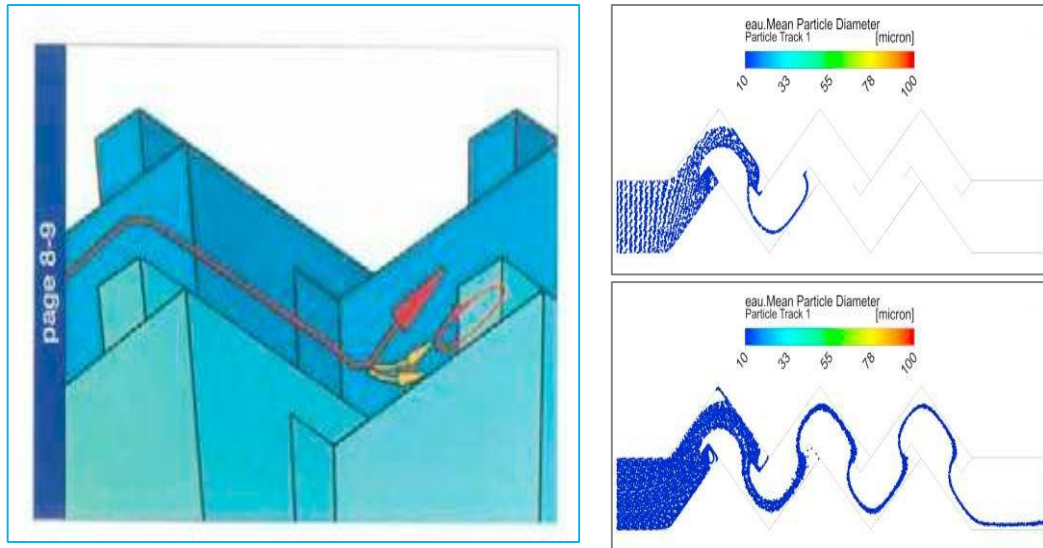 page 8-9
eau.Mean Particle Diameter
Particle Track 1 [micron]
10 33 55 78 100
eau.Mean Particle Diameter
Particle Track 1 [micron]
10 33 55 78 100